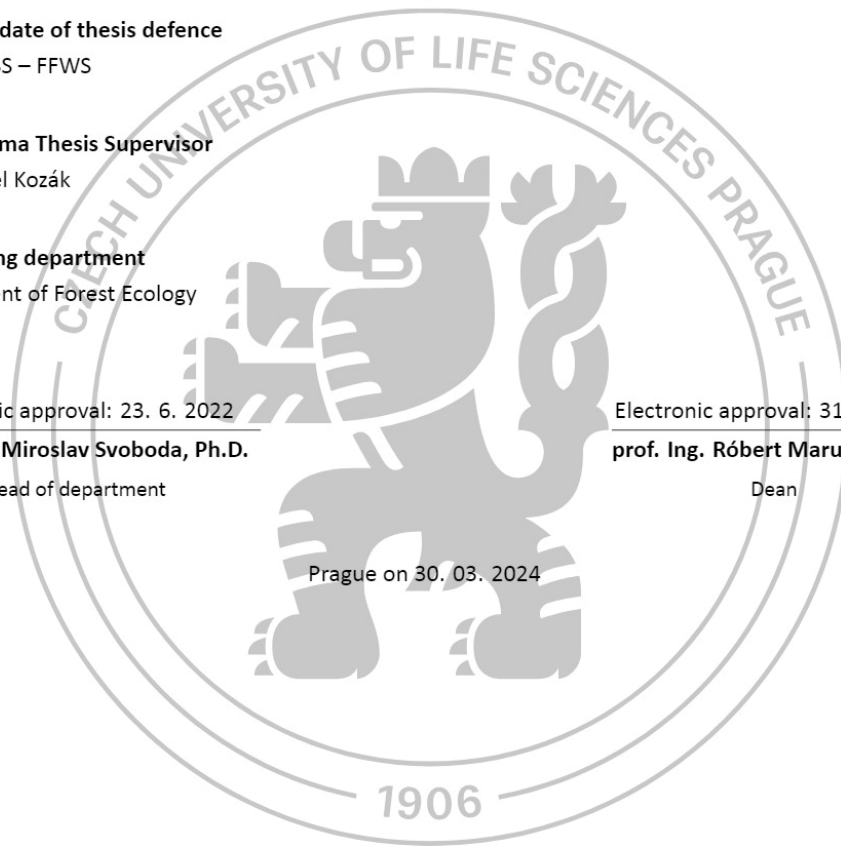 date of thesis defence
S – FFWS
ma Thesis Supervisor
el Kozák
ng department
ent of Forest Ecology
ic approval: 23. 6. 2022
Miroslav Svoboda, Ph.D.
ead of department
Electronic approval: 31
prof. Ing. Róbert Maru
Dean
Prague on 30. 03. 2024
CZECH UNIVERSITY OF LIFE SCIENCES PRAGUE
1906